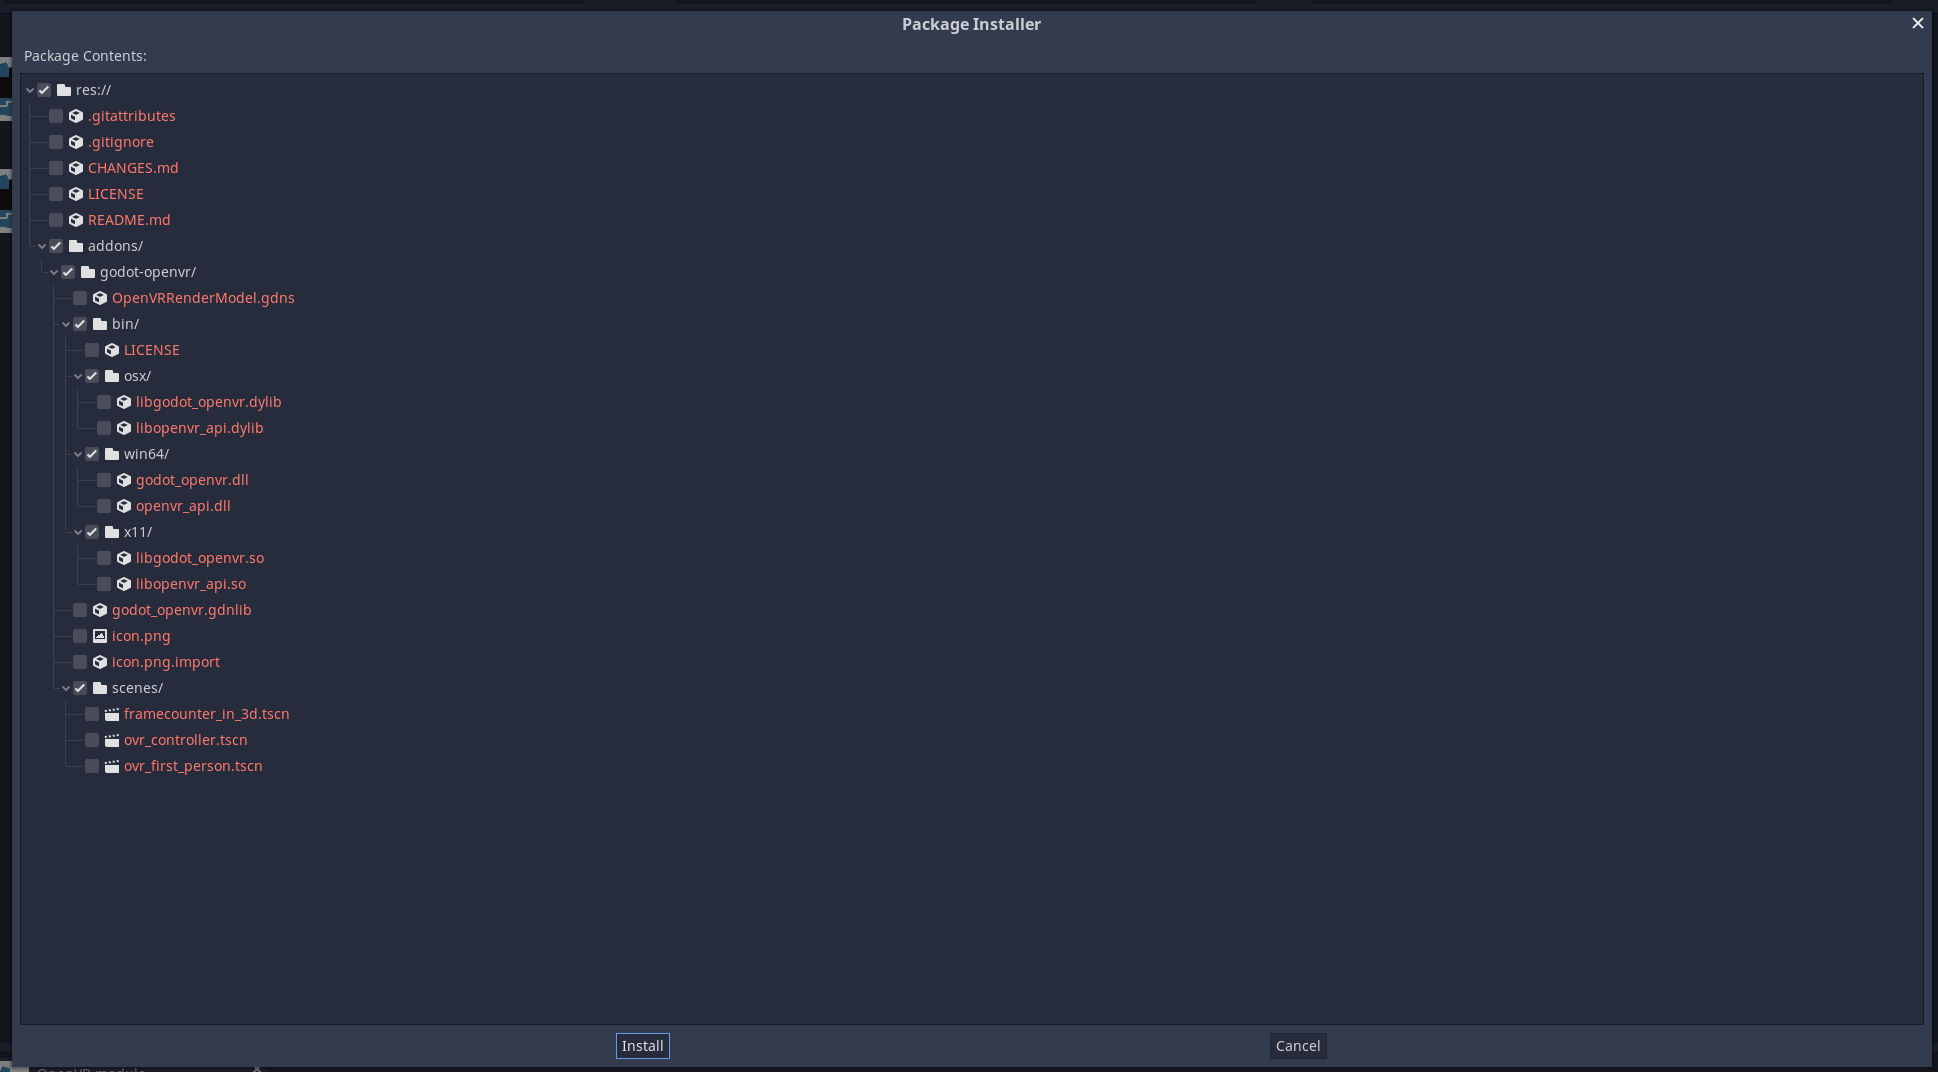 Package Installer
Package Contents:
res://
.gitattributes
.gitignore
CHANGES.md
LICENSE
README.md
addons/
godot-openvr/
OpenVRRenderModel.gdns
bin/
LICENSE
osx/
libgodot_openvr.dylib
libopenvr_api.dylib
win64/
godot_openvr.dll
openvr_api.dll
x11/
libgodot_openvr.so
libopenvr_api.so
godot_openvr.gdnlib
icon.png
icon.png.import
scenes/
framecounter_in_3d.tscn
ovr_controller.tscn
ovr_first_person.tscn
Install Cancel